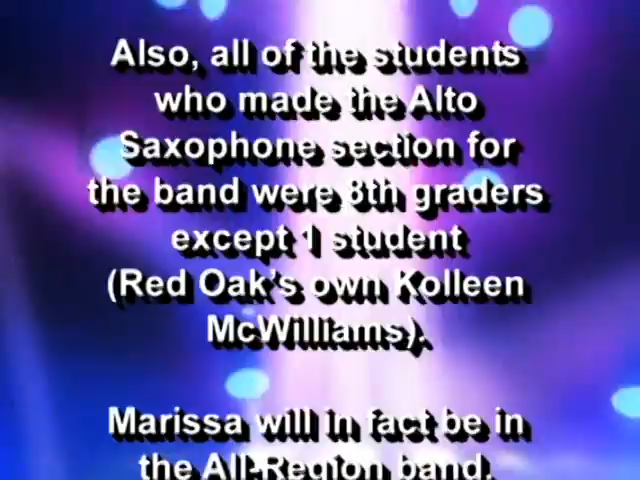 Also, all of the students
who made the Alto
Saxophone section for
the band were 8th graders
except 1 student
(Red Oak's own Kolleen
McWilliams).
Marissa will in fact be in
the All-Region band.